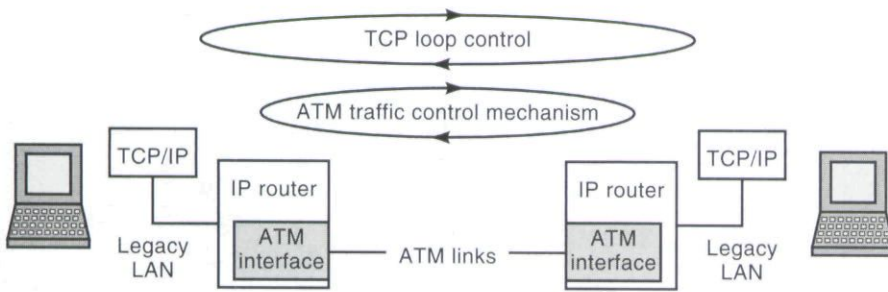 TCP loop control
ATM traffic control mechanism
TCP/IP
TCP/IP
IP router
IP router
ATM
interface
ATM links
ATM
interface
Legacy
LAN
Legacy
LAN